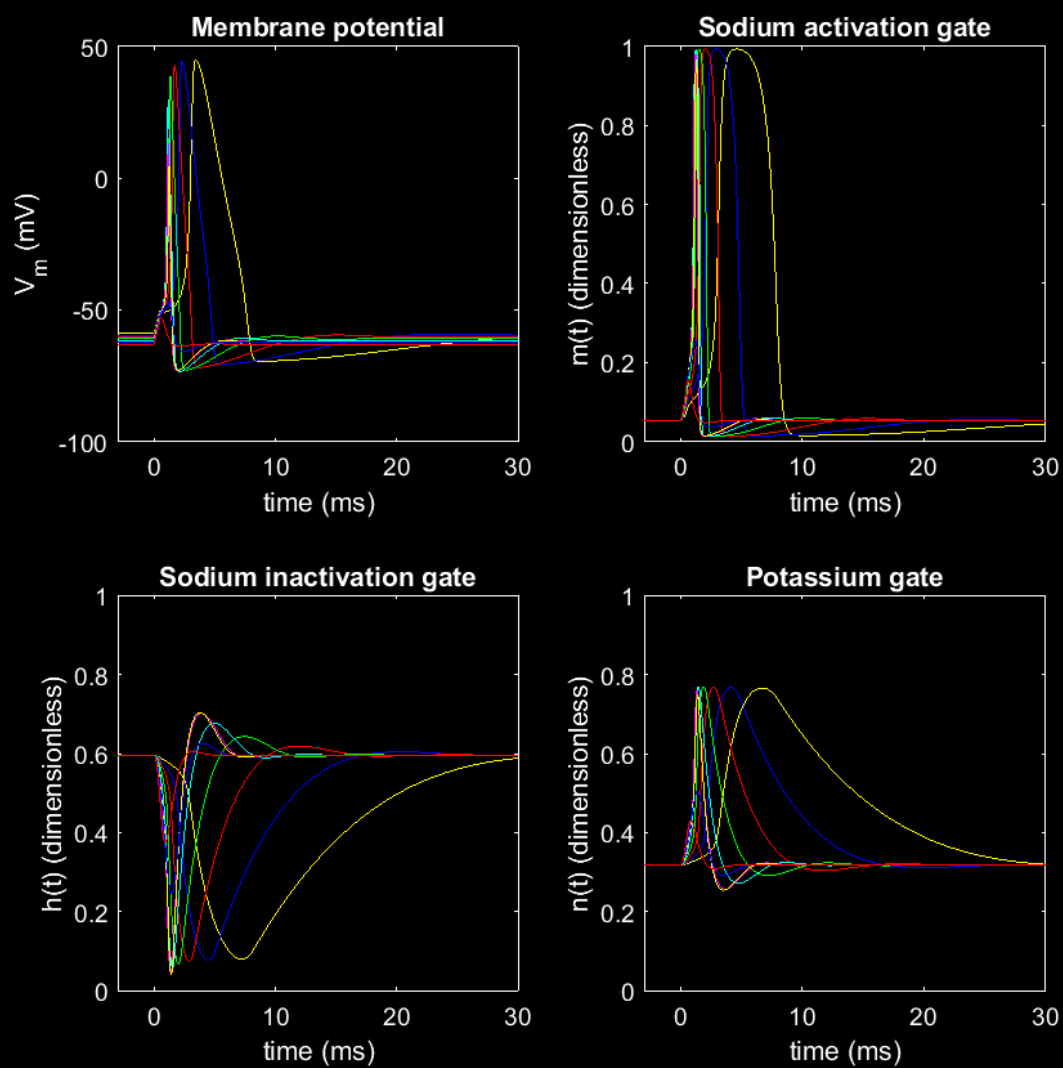 Membrane potential
50
0
-50
-100
V_m (mV)
0 10 20 30
time (ms)
Sodium activation gate
1
0.8
0.6
0.4
0.2
0
m(t) (dimensionless)
0 10 20 30
time (ms)
Sodium inactivation gate
1
0.8
0.6
0.4
0.2
0
h(t) (dimensionless)
0 10 20 30
time (ms)
Potassium gate
1
0.8
0.6
0.4
0.2
0
n(t) (dimensionless)
0 10 20 30
time (ms)